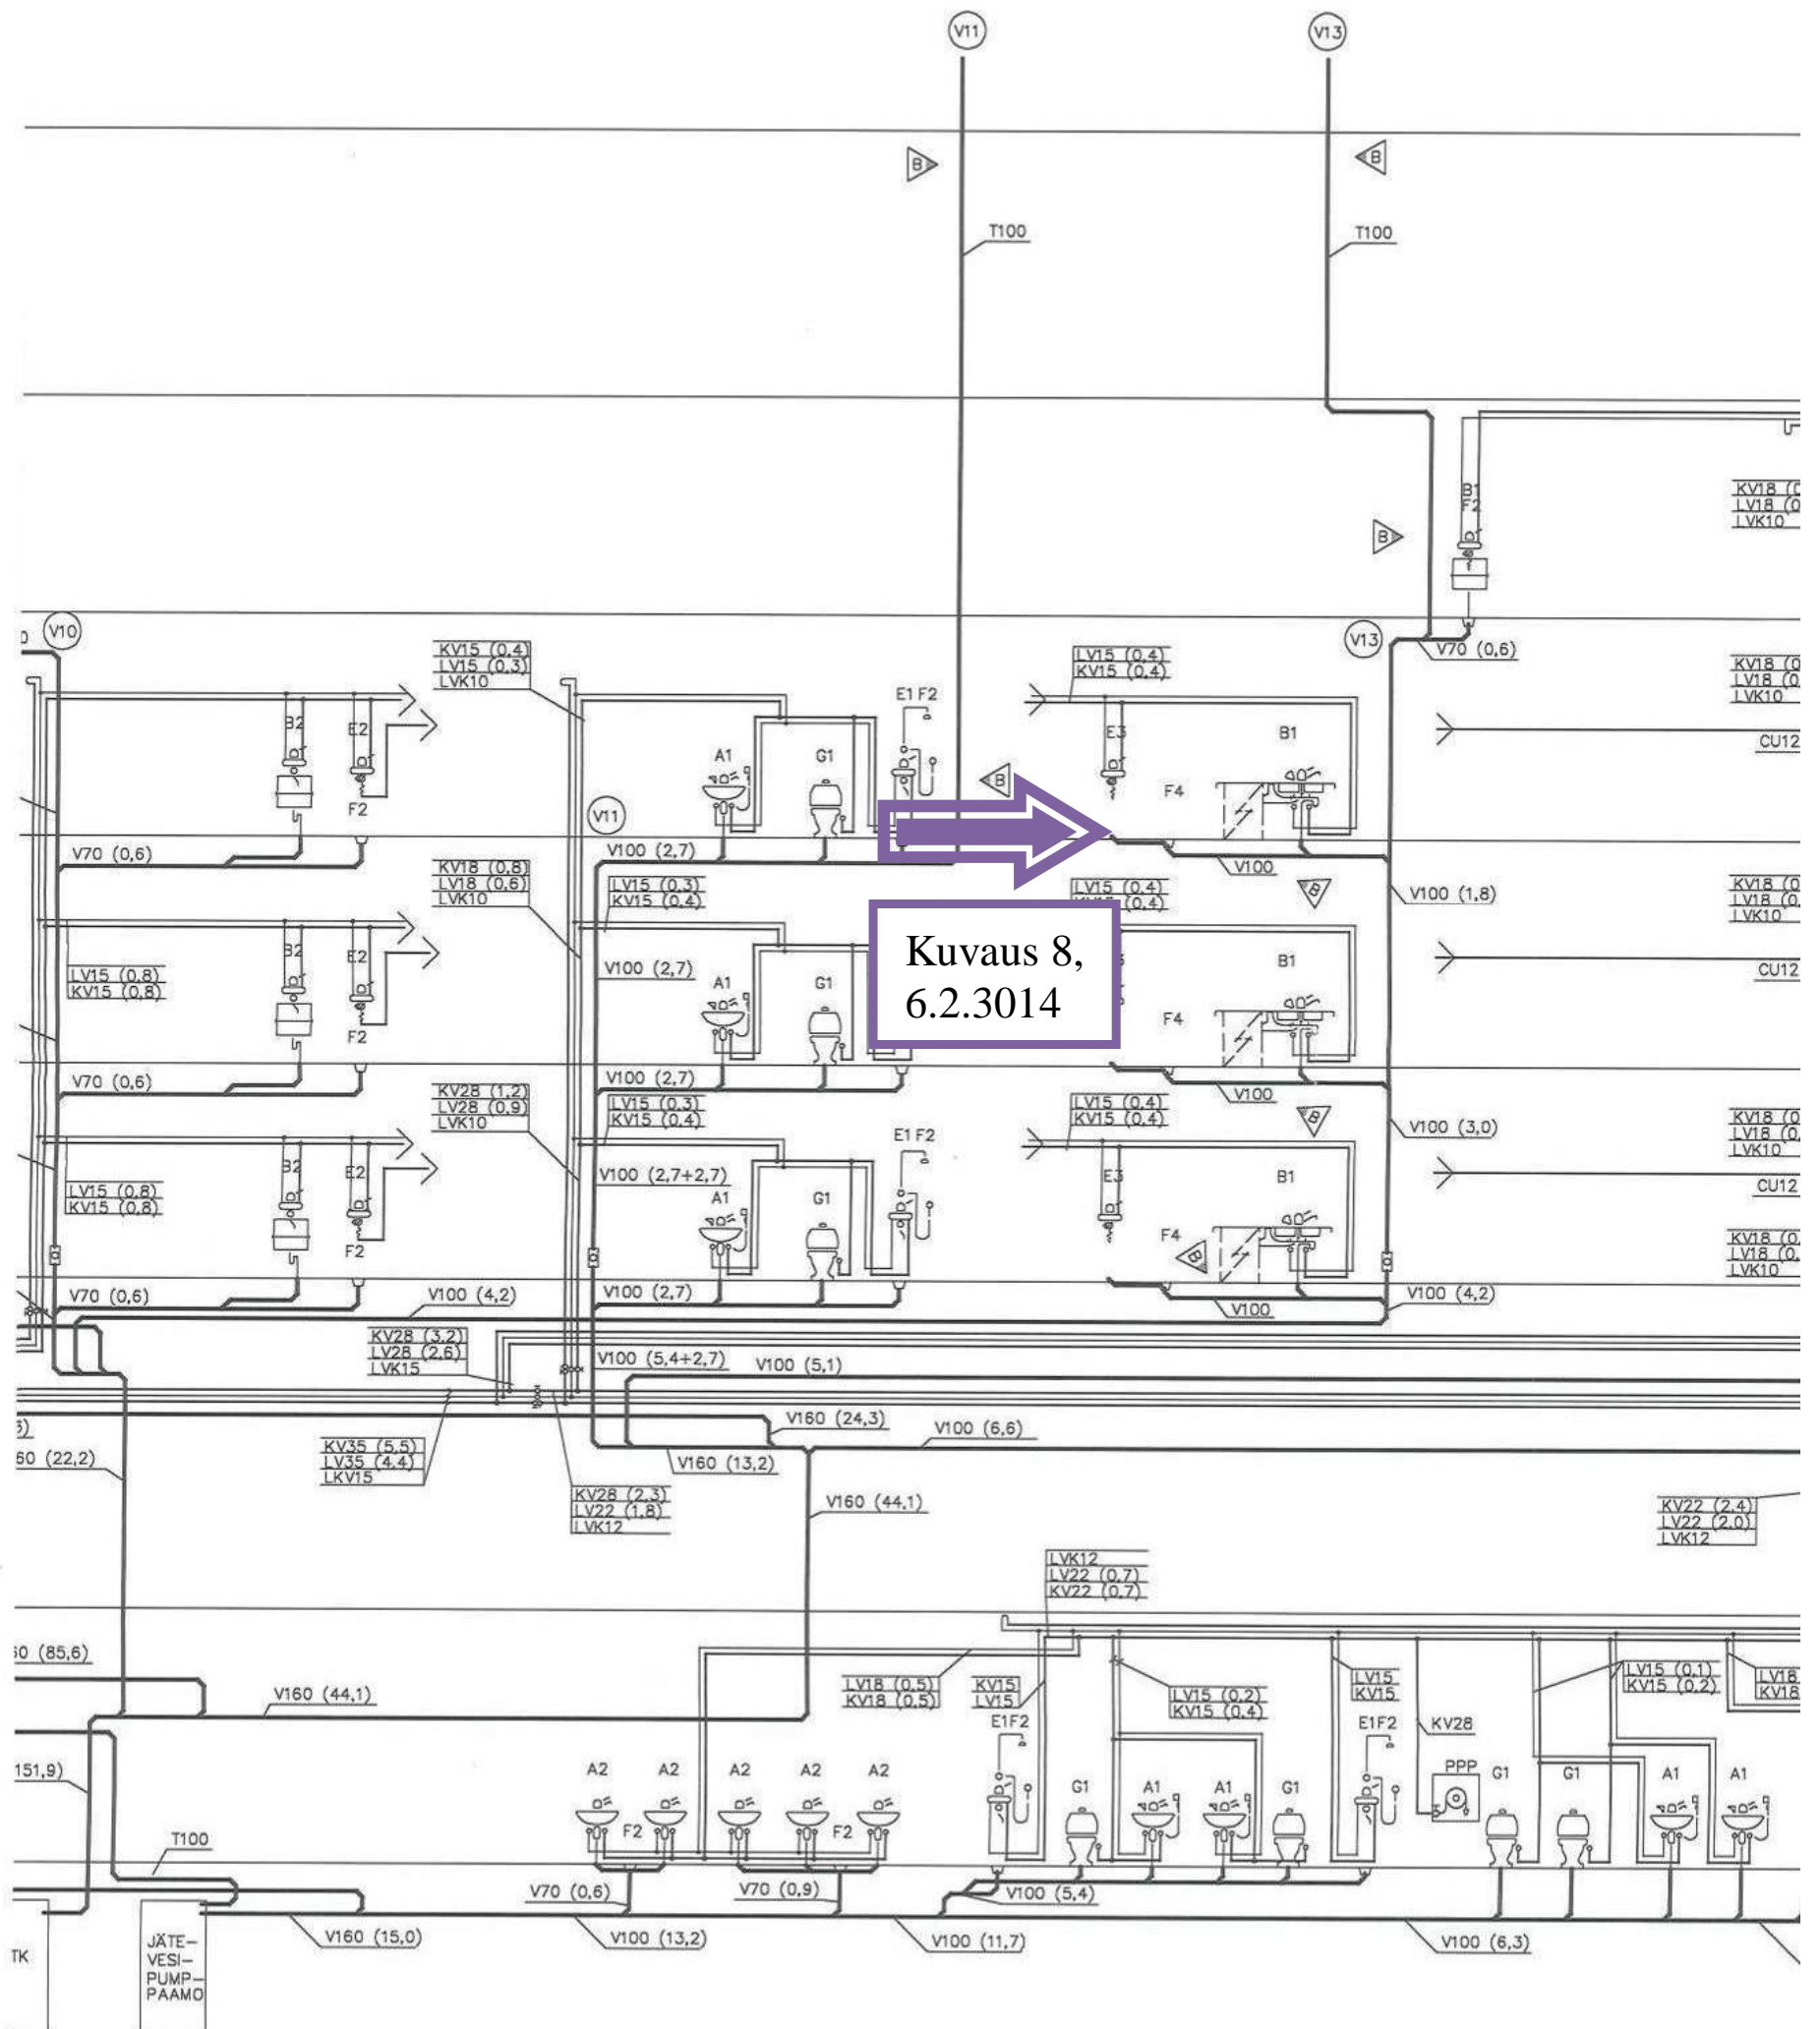 V11
V13
B
B
T100
T100
B1
F2
KV18 (0
LV18 (0
LVK10
B
V10
V13
V70 (0,6)
KV15 (0,4)
LV15 (0,3)
LVK10
LV15 (0,4)
KV15 (0,4)
KV18 (0
LV18 (0
LVK10
E1 F2
B2
E2
A1
G1
E3
B1
CU12
B
F2
F4
V11
V70 (0,6)
V100 (2,7)
KV18 (0,8)
LV18 (0,6)
LVK10
LV15 (0,3)
KV15 (0,4)
LV15 (0,4)
KV15 (0,4)
V100
B
V100 (1,8)
KV18 (0
LV18 (0,
LVK10
Kuvaus 8,
6.2.3014
B2
E2
LV15 (0,8)
KV15 (0,8)
V100 (2,7)
A1
G1
B1
CU12
F2
F4
V70 (0,6)
V100 (2,7)
KV28 (1,2)
LV28 (0,9)
LVK10
LV15 (0,3)
KV15 (0,4)
LV15 (0,4)
KV15 (0,4)
V100
B
V100 (3,0)
KV18 (0
LV18 (0,
LVK10
E1 F2
B2
E2
LV15 (0,8)
KV15 (0,8)
V100 (2,7+2,7)
A1
G1
E3
B1
CU12
F2
F4
B
KV18 (0,
LV18 (0,
LVK10
V70 (0,6)
V100 (4,2)
V100 (2,7)
V100
V100 (4,2)
KV28 (3,2)
LV28 (2,6)
LVK15
V100 (5,4+2,7)
V100 (5,1)
V160 (24,3)
V100 (6,6)
60 (22,2)
KV35 (5,5)
LV35 (4,4)
LKV15
V160 (13,2)
KV28 (2,3)
LV22 (1,8)
LVK12
V160 (44,1)
KV22 (2,4)
LV22 (2,0)
LVK12
LVK12
LV22 (0,7)
KV22 (0,7)
0 (85,6)
V160 (44,1)
LV18 (0,5)
KV18 (0,5)
KV15
LV15
LV15 (0,2)
KV15 (0,4)
LV15
KV15
LV15 (0,1)
KV15 (0,2)
LV18
KV18
E1F2
E1F2
KV28
151,9)
A2
A2
A2
A2
A2
G1
A1
A1
G1
PPP
G1
G1
A1
A1
F2
F2
T100
V70 (0,6)
V70 (0,9)
V100 (5,4)
V160 (15,0)
V100 (13,2)
V100 (11,7)
V100 (6,3)
TK
JÄTE-
VESI-
PUMP-
PAAMO